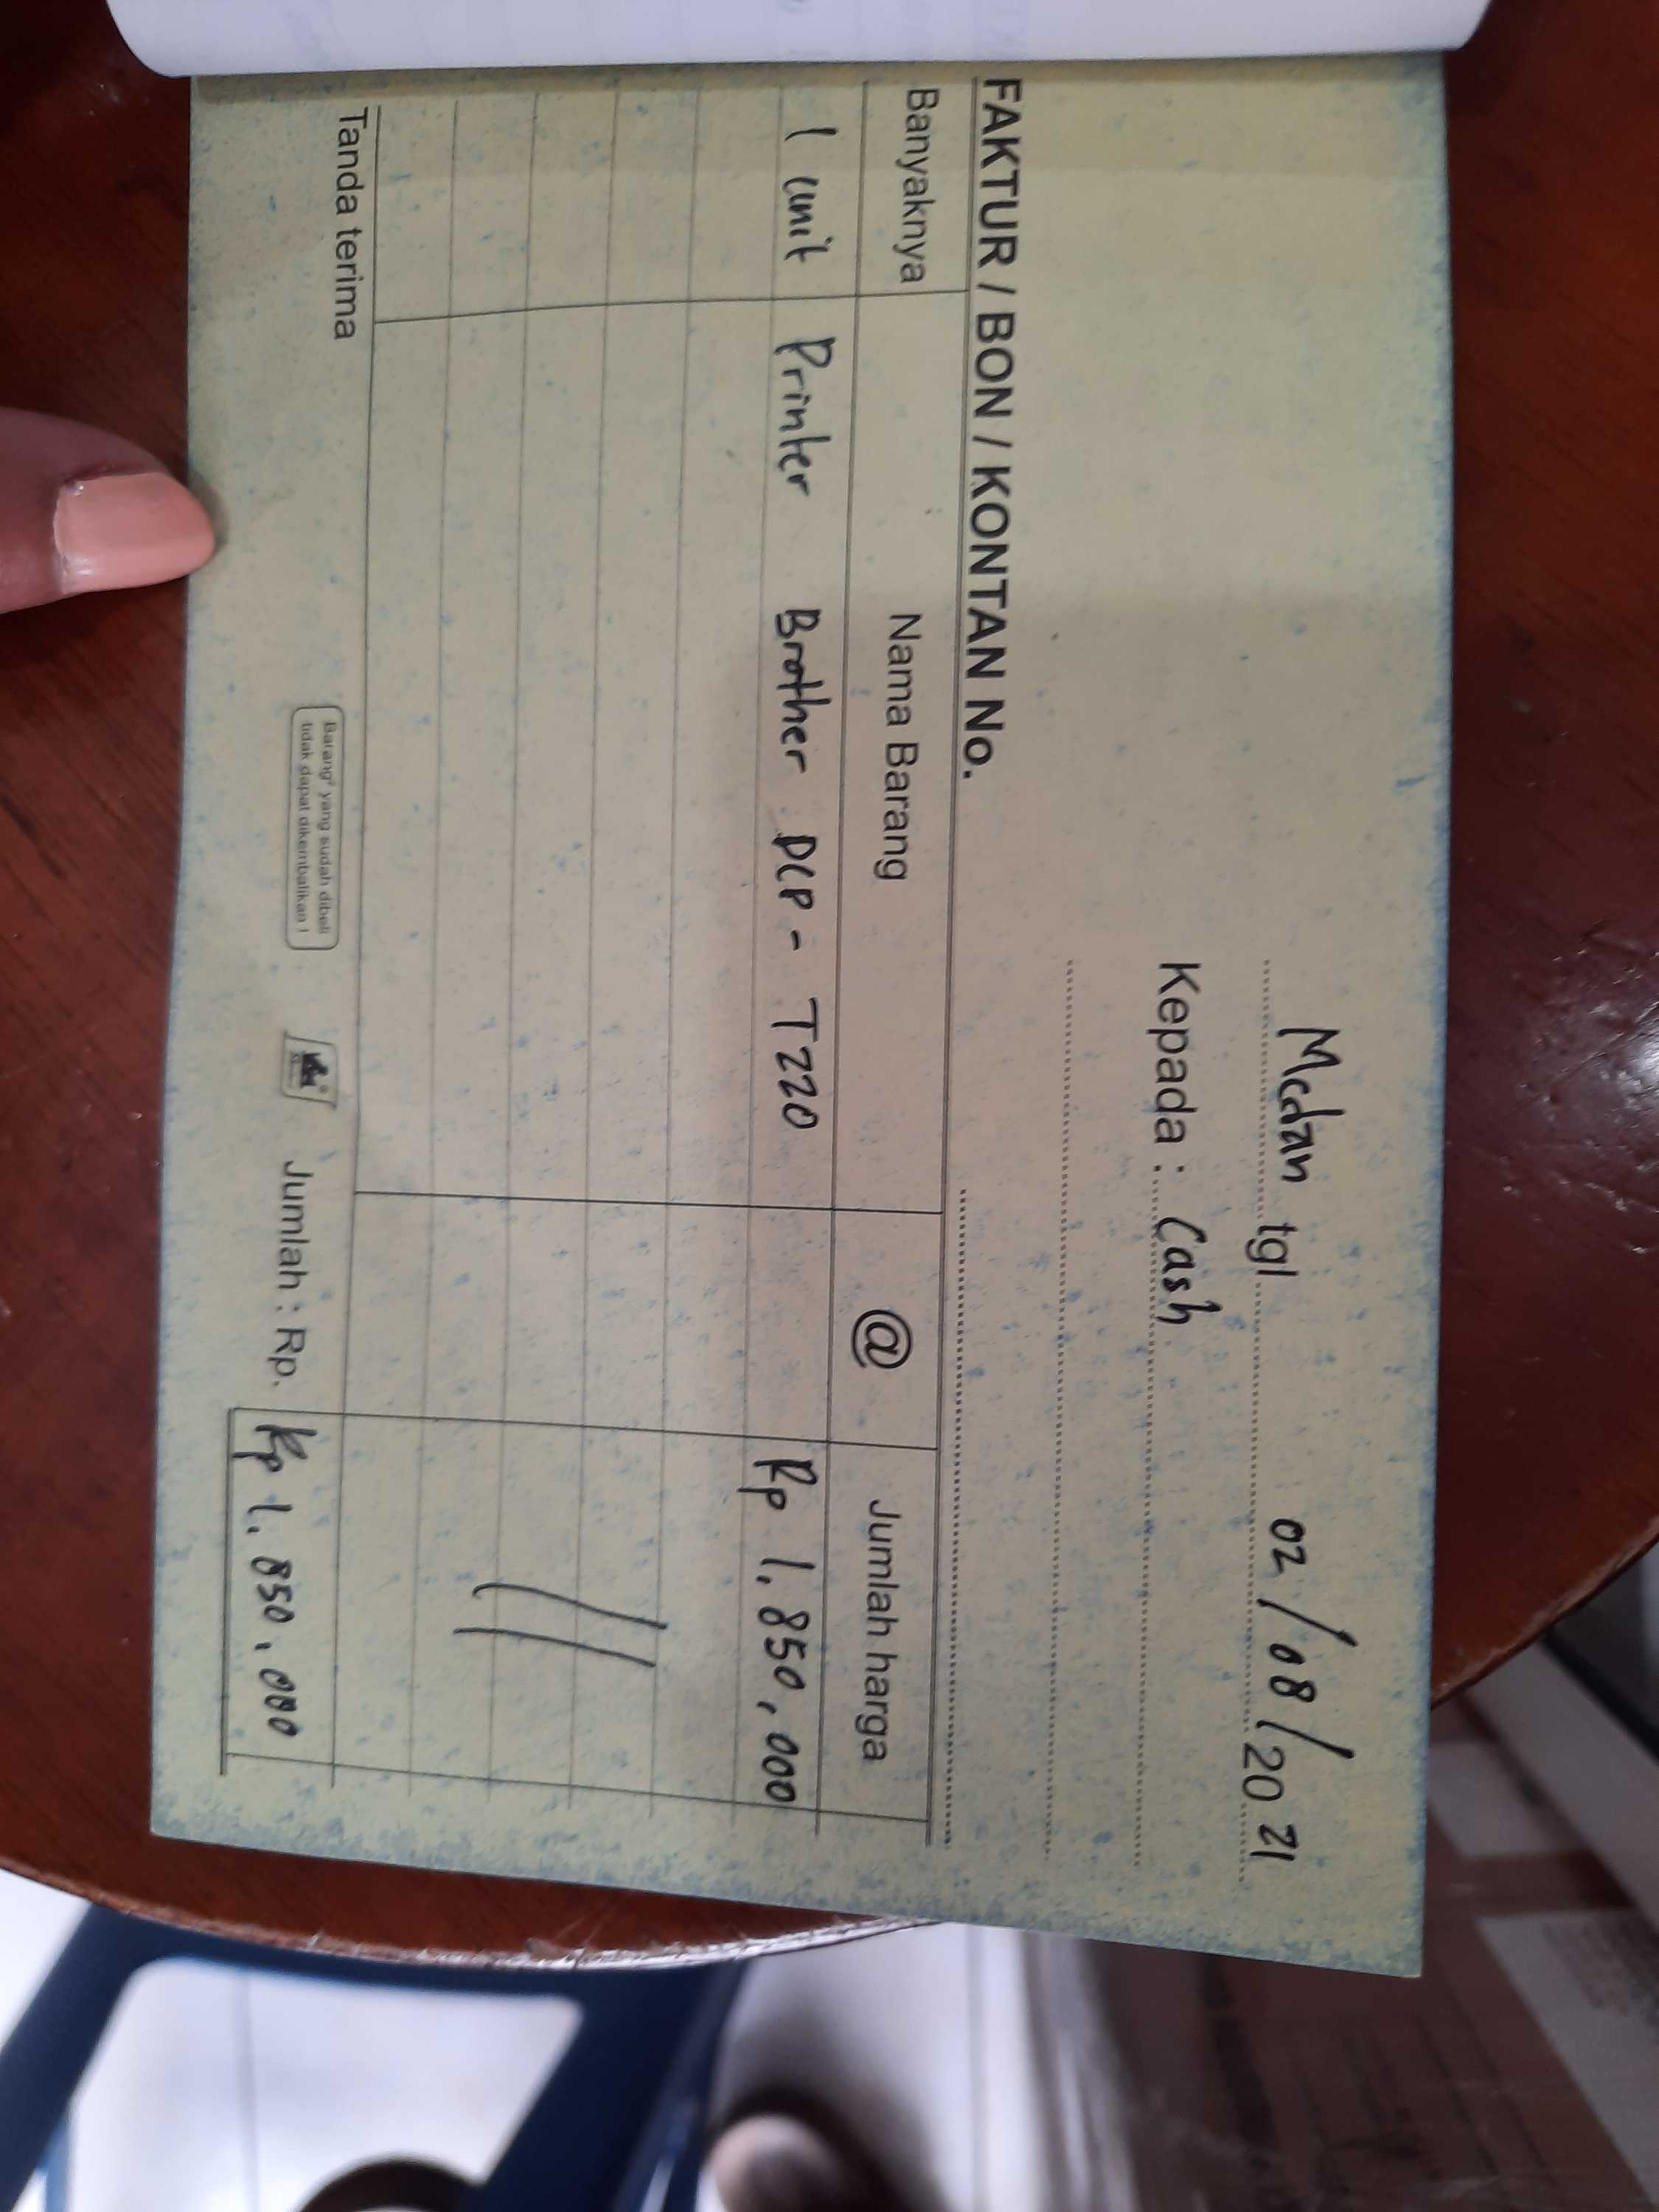 Medan tgl 02/08/2021
Kepada : Cash
FAKTUR / BON / KONTAN No.
Banyaknya Nama Barang @ Jumlah harga
1 unit Printer Brother DCP - T220 Rp 1.850.000
Tanda terima
Barang² yang sudah dibeli
tidak dapat dikembalikan !
Jumlah : Rp. Rp 1.850.000